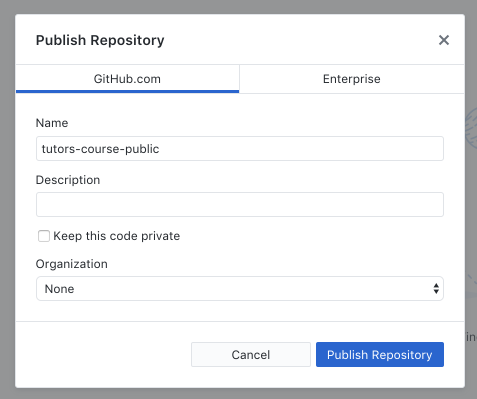 Publish Repository
GitHub.com Enterprise
Name
tutors-course-public
Description
Keep this code private
Organization
None
Cancel Publish Repository